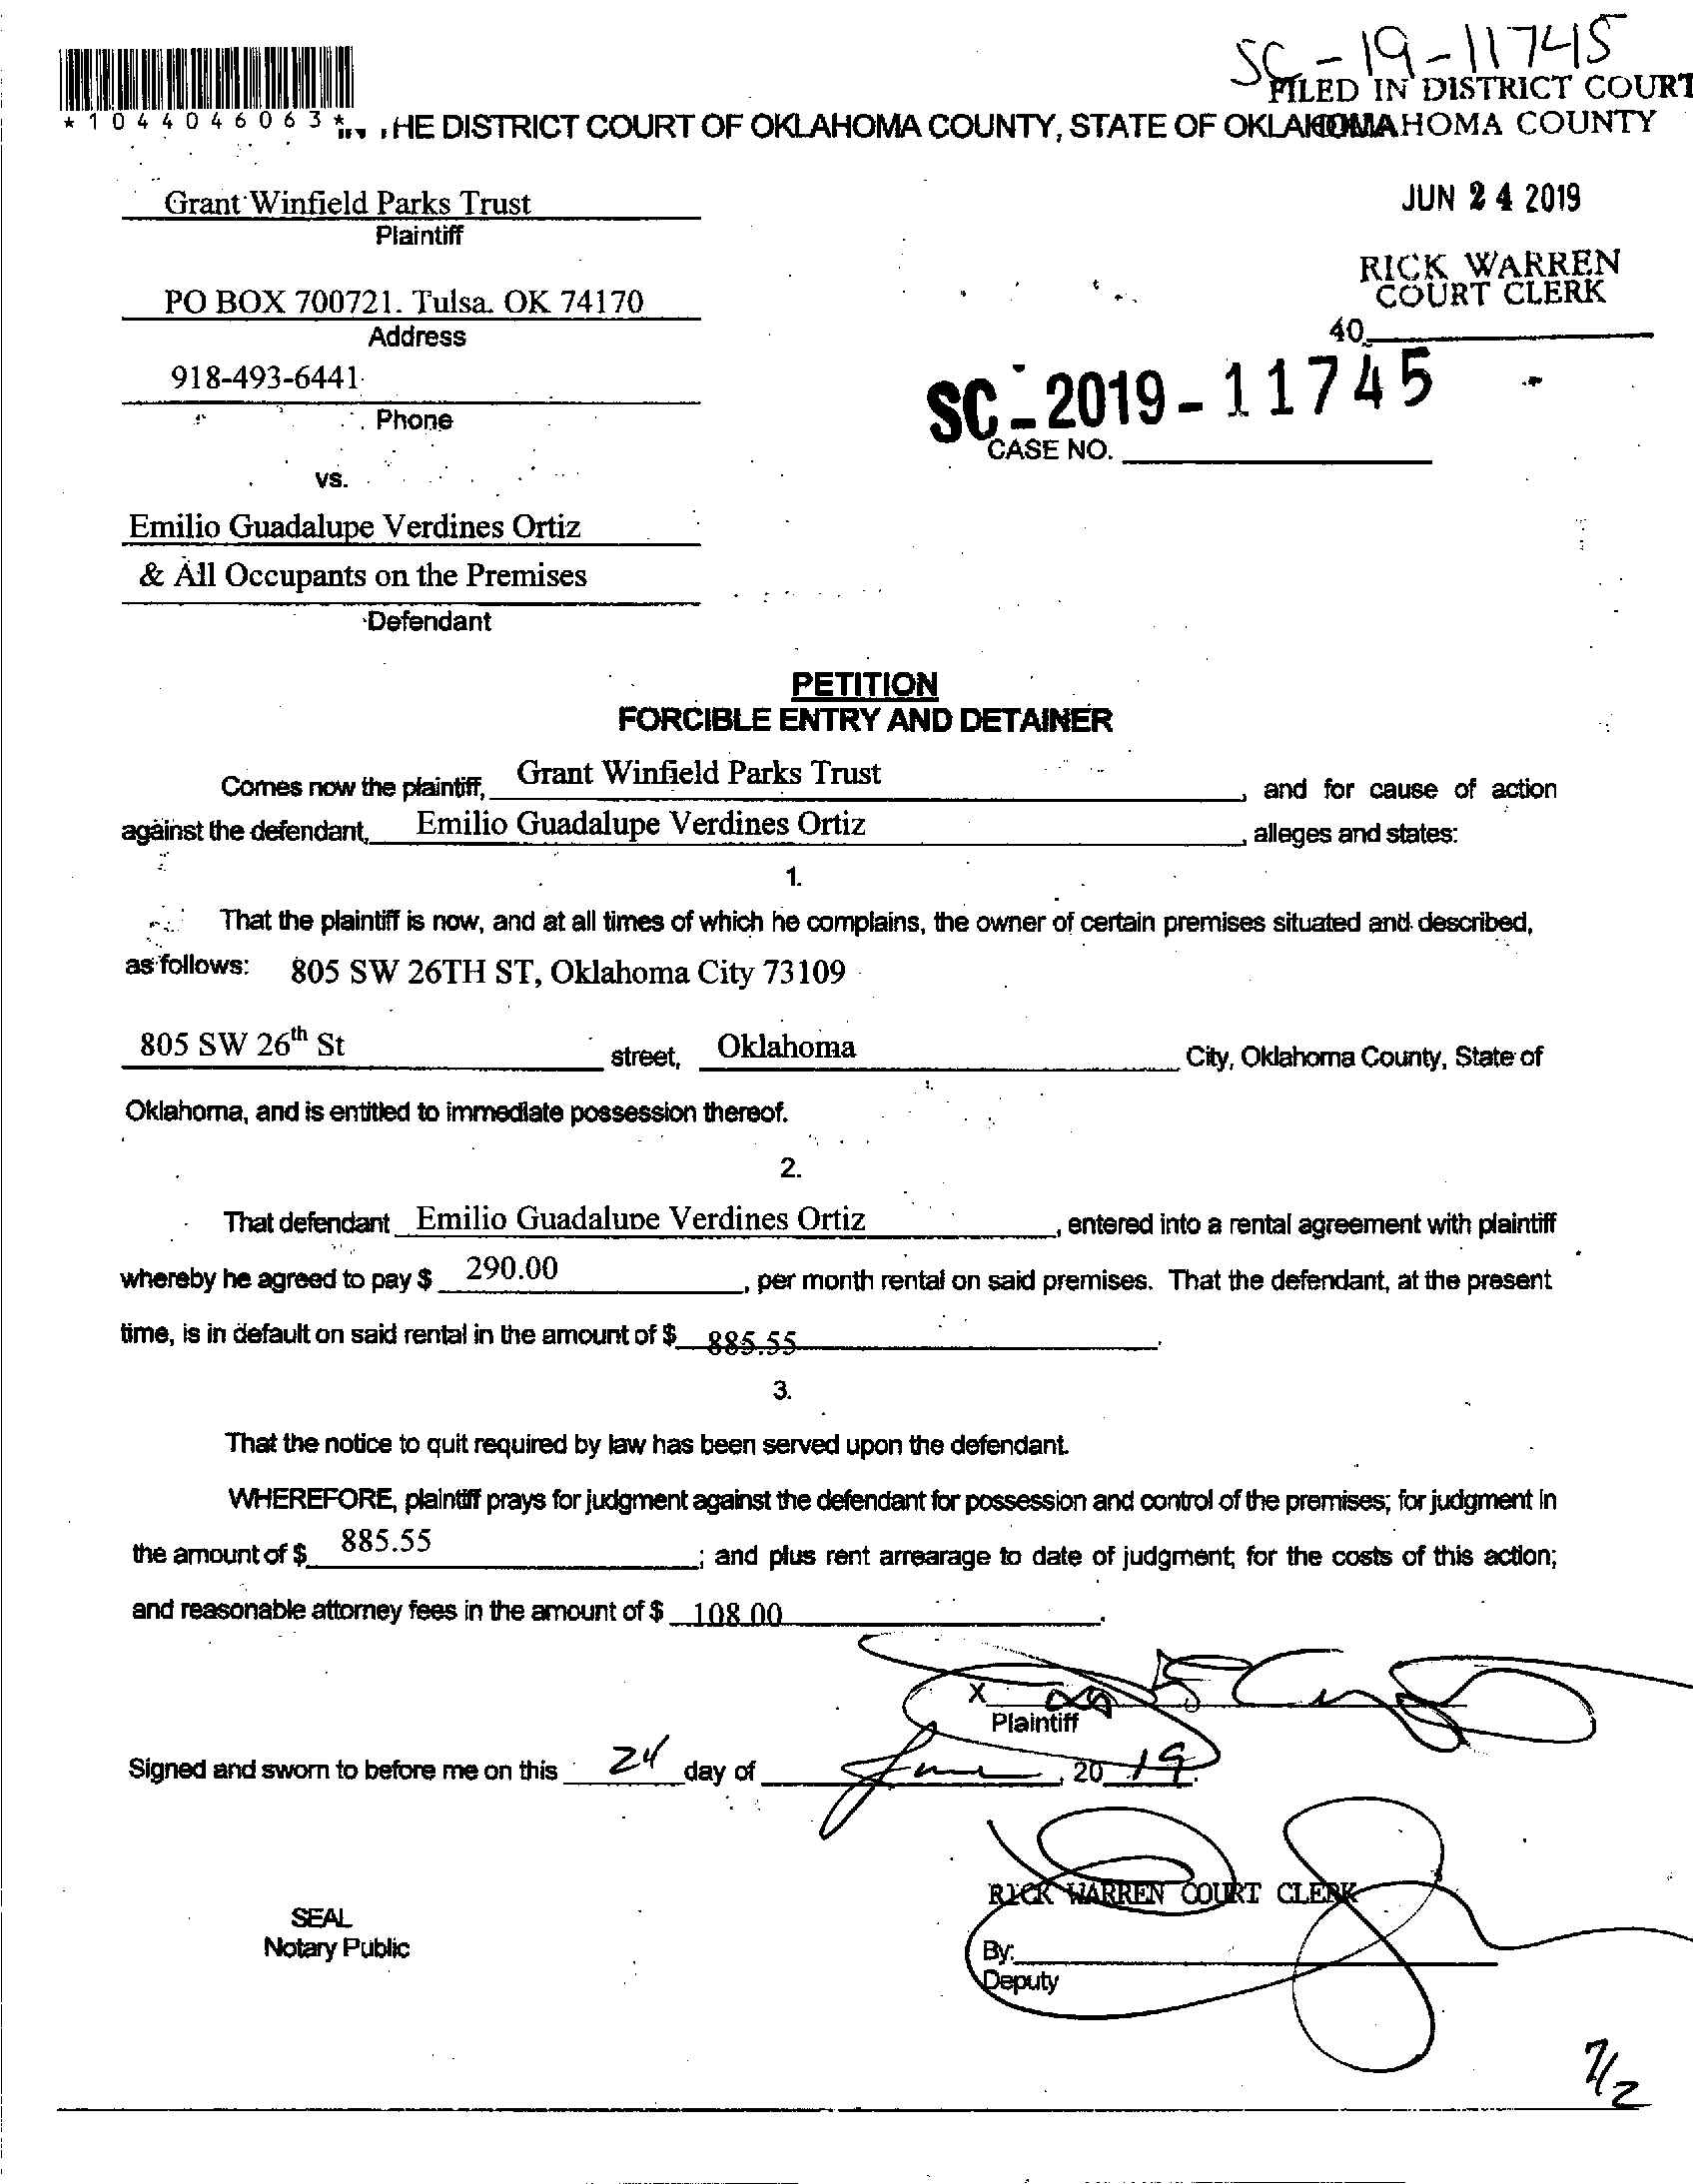 SC-19-11745
FILED IN DISTRICT COURT
OKLAHOMA COUNTY
*1044046063*
HE DISTRICT COURT OF OKLAHOMA COUNTY, STATE OF OKLAHOMA
Grant Winfield Parks Trust
Plaintiff
JUN 24 2019
RICK WARREN
COURT CLERK
40
PO BOX 700721. Tulsa. OK 74170
Address
918-493-6441
Phone
SC-2019-11745
CASE NO.
vs.
Emilio Guadalupe Verdines Ortiz
& All Occupants on the Premises
Defendant
PETITION
FORCIBLE ENTRY AND DETAINER
Comes now the plaintiff, Grant Winfield Parks Trust, and for cause of action
against the defendant, Emilio Guadalupe Verdines Ortiz, alleges and states:
1.
That the plaintiff is now, and at all times of which he complains, the owner of certain premises situated and described,
as follows: 805 SW 26TH ST, Oklahoma City 73109
805 SW 26th St street, Oklahoma City, Oklahoma County, State of
Oklahoma, and is entitled to immediate possession thereof.
2.
That defendant Emilio Guadalupe Verdines Ortiz, entered into a rental agreement with plaintiff
whereby he agreed to pay $ 290.00, per month rental on said premises. That the defendant, at the present
time, is in default on said rental in the amount of $ 885.55.
3.
That the notice to quit required by law has been served upon the defendant.
WHEREFORE, plaintiff prays for judgment against the defendant for possession and control of the premises; for judgment in
the amount of $ 885.55; and plus rent arrearage to date of judgment; for the costs of this action;
and reasonable attorney fees in the amount of $ 108.00.
X
Plaintiff
Signed and sworn to before me on this 24 day of June, 2019.
RICK WARREN COURT CLERK
SEAL
Notary Public
By:
Deputy
7/2